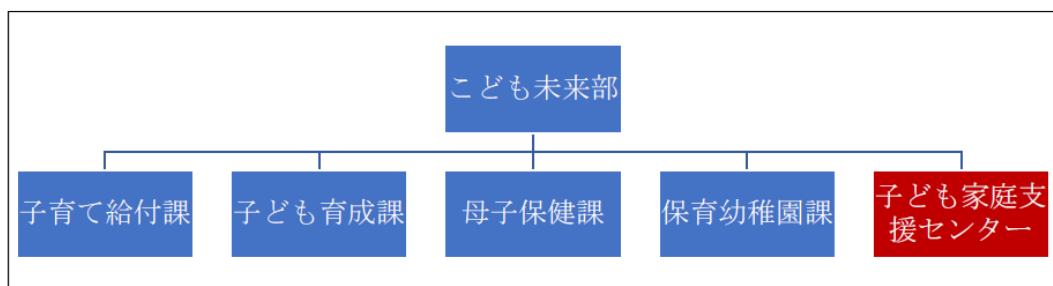 こども未来部
子育て給付課
子ども育成課
母子保健課
保育幼稚園課
子ども家庭支
援センター